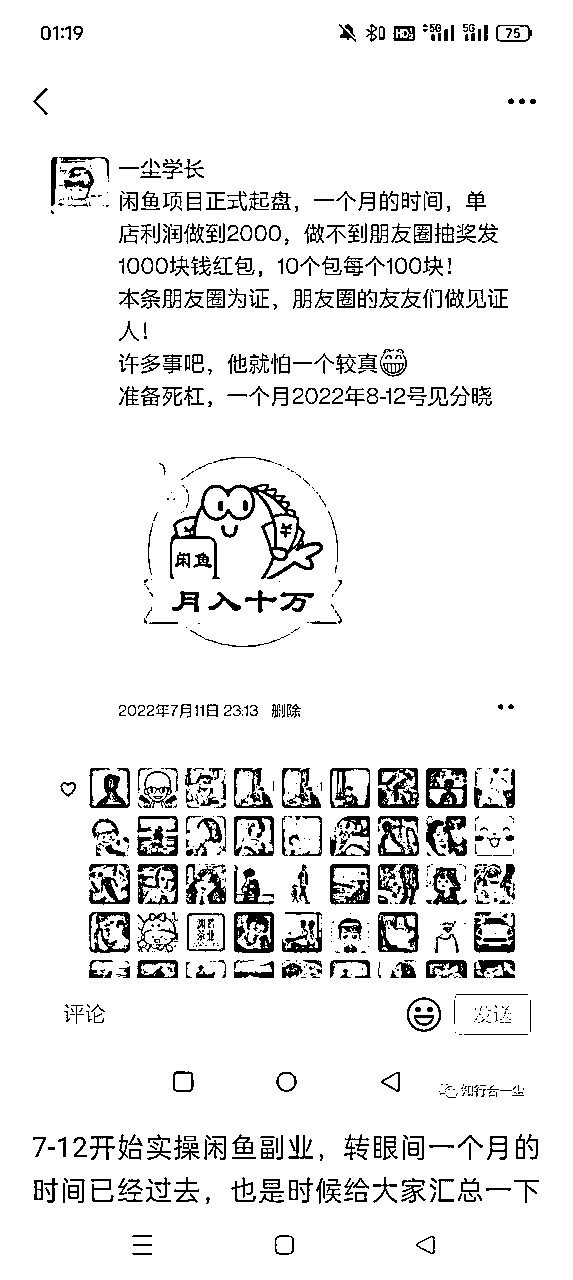 01:19
HD
5G
5G
75
一尘学长
闲鱼项目正式起盘，一个月的时间，单
店利润做到2000，做不到朋友圈抽奖发
1000块钱红包，10个包每个100块！
本条朋友圈为证，朋友圈的友友们做见证
人！
许多事吧，他就怕一个较真😁
准备死杠，一个月2022年8-12号见分晓
¥
¥
闲鱼
月入十万
2022年7月11日 23:13 删除
评论
发送
知行合一尘
7-12开始实操闲鱼副业，转眼间一个月的
时间已经过去，也是时候给大家汇总一下